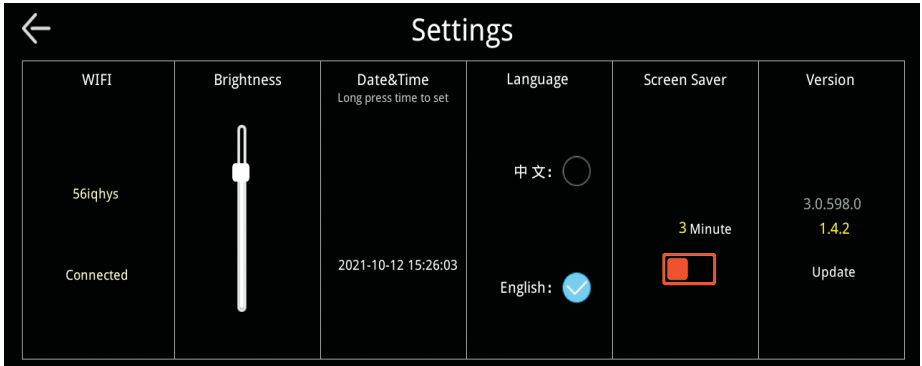 Settings
WIFI
56iqhys
Connected
Brightness
Date&Time
Long press time to set
2021-10-12 15:26:03
Language
中文：
English：
Screen Saver
3 Minute
Version
3.0.598.0
1.4.2
Update